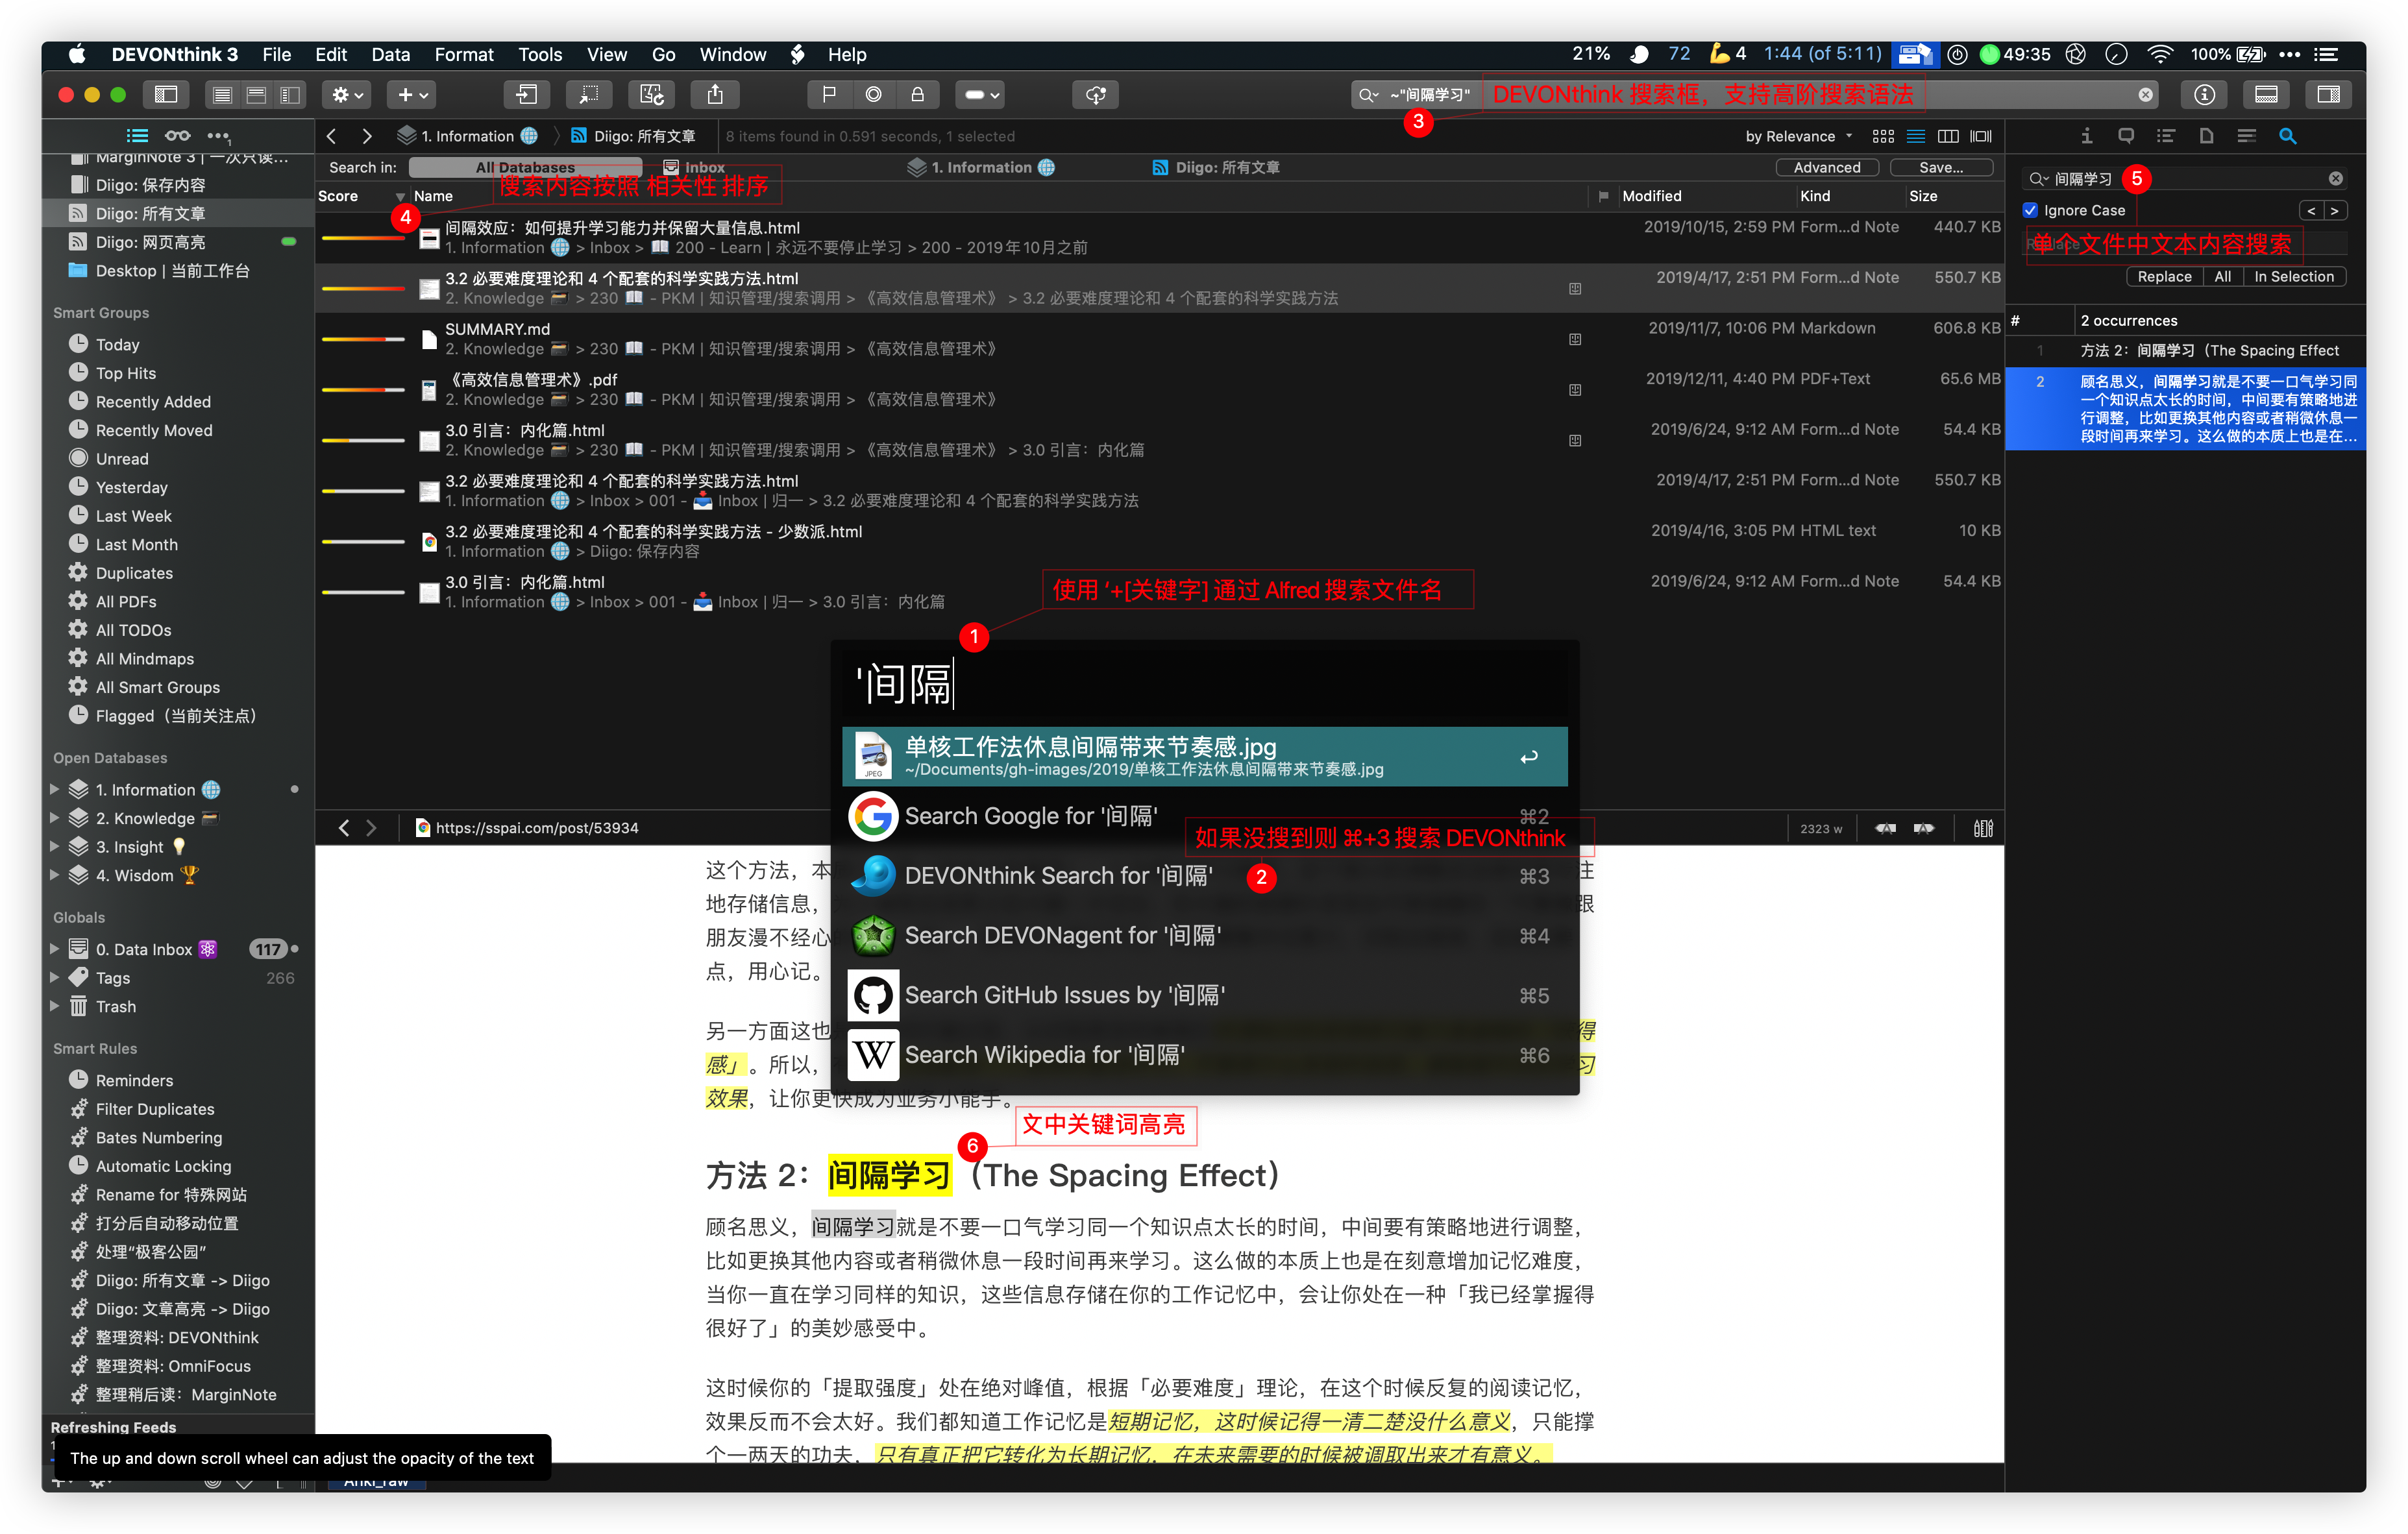 DEVONthink 3 File Edit Data Format Tools View Go Window Help 21% 72 4 1:44 (of 5:11) 49:35 100%
~"间隔学习" DEVONthink 搜索框，支持高阶搜索语法
3
1. Information Diigo: 所有文章 8 items found in 0.591 seconds, 1 selected by Relevance
Search in: All Databases Inbox 1. Information Diigo: 所有文章 Advanced Save...
搜索内容按照 相关性 排序
4
Score Name Modified Kind Size
间隔效应：如何提升学习能力并保留大量信息.html 2019/10/15, 2:59 PM Form...d Note 440.7 KB
1. Information > Inbox > 200 - Learn | 永远不要停止学习 > 200 - 2019年10月之前
3.2 必要难度理论和 4 个配套的科学实践方法.html 2019/4/17, 2:51 PM Form...d Note 550.7 KB
2. Knowledge > 230 - PKM | 知识管理/搜索调用 > 《高效信息管理术》 > 3.2 必要难度理论和 4 个配套的科学实践方法
SUMMARY.md 2019/11/7, 10:06 PM Markdown 606.8 KB
2. Knowledge > 230 - PKM | 知识管理/搜索调用 > 《高效信息管理术》
《高效信息管理术》.pdf 2019/12/11, 4:40 PM PDF+Text 65.6 MB
2. Knowledge > 230 - PKM | 知识管理/搜索调用 > 《高效信息管理术》
3.0 引言：内化篇.html 2019/6/24, 9:12 AM Form...d Note 54.4 KB
2. Knowledge > 230 - PKM | 知识管理/搜索调用 > 《高效信息管理术》 > 3.0 引言：内化篇
3.2 必要难度理论和 4 个配套的科学实践方法.html 2019/4/17, 2:51 PM Form...d Note 550.7 KB
1. Information > Inbox > 001 - Inbox | 归一 > 3.2 必要难度理论和 4 个配套的科学实践方法
3.2 必要难度理论和 4 个配套的科学实践方法 - 少数派.html 2019/4/16, 3:05 PM HTML text 10 KB
1. Information > Diigo: 保存内容
3.0 引言：内化篇.html 2019/6/24, 9:12 AM Form...d Note 54.4 KB
1. Information > Inbox > 001 - Inbox | 归一 > 3.0 引言：内化篇
MarginNote 3 | 一次只读...
Diigo: 保存内容
Diigo: 所有文章
Diigo: 网页高亮
Desktop | 当前工作台
Smart Groups
Today
Top Hits
Recently Added
Recently Moved
Unread
Yesterday
Last Week
Last Month
Duplicates
All PDFs
All TODOs
All Mindmaps
All Smart Groups
Flagged（当前关注点）
Open Databases
1. Information
2. Knowledge
3. Insight
4. Wisdom
Globals
0. Data Inbox 117
Tags 266
Trash
Smart Rules
Reminders
Filter Duplicates
Bates Numbering
Automatic Locking
Rename for 特殊网站
打分后自动移动位置
处理“极客公园”
Diigo: 所有文章 -> Diigo
Diigo: 文章高亮 -> Diigo
整理资料: DEVONthink
整理资料: OmniFocus
整理稍后读：MarginNote
Refreshing Feeds
The up and down scroll wheel can adjust the opacity of the text
间隔学习 5
Ignore Case < >
Replace
单个文件中文本内容搜索
Replace All In Selection
# 2 occurrences
1 方法 2：间隔学习（The Spacing Effect
2 顾名思义，间隔学习就是不要一口气学习同
一个知识点太长的时间，中间要有策略地进
行调整，比如更换其他内容或者稍微休息一
段时间再来学习。这么做的本质上也是在...
使用 ‘+[关键字] 通过 Alfred 搜索文件名
1
'间隔
单核工作法休息间隔带来节奏感.jpg
~/Documents/gh-images/2019/单核工作法休息间隔带来节奏感.jpg
JPEG
Search Google for '间隔' ⌘2
如果没搜到则 ⌘+3 搜索 DEVONthink
DEVONthink Search for '间隔' 2 ⌘3
Search DEVONagent for '间隔' ⌘4
Search GitHub Issues by '间隔' ⌘5
W Search Wikipedia for '间隔' ⌘6
https://sspai.com/post/53934 2323 w
这个方法，本 住
地存储信息， 跟
朋友漫不经心
点，用心记。
另一方面这也 得
感」。所以， 习
效果，让你更快成为业务小能手。
文中关键词高亮
6
方法 2：间隔学习（The Spacing Effect）
顾名思义，间隔学习就是不要一口气学习同一个知识点太长的时间，中间要有策略地进行调整，
比如更换其他内容或者稍微休息一段时间再来学习。这么做的本质上也是在刻意增加记忆难度，
当你一直在学习同样的知识，这些信息存储在你的工作记忆中，会让你处在一种「我已经掌握得
很好了」的美妙感受中。
这时候你的「提取强度」处在绝对峰值，根据「必要难度」理论，在这个时候反复的阅读记忆，
效果反而不会太好。我们都知道工作记忆是短期记忆，这时候记得一清二楚没什么意义，只能撑
个一两天的功夫，只有真正把它转化为长期记忆，在未来需要的时候被调取出来才有意义。
Anki_raw